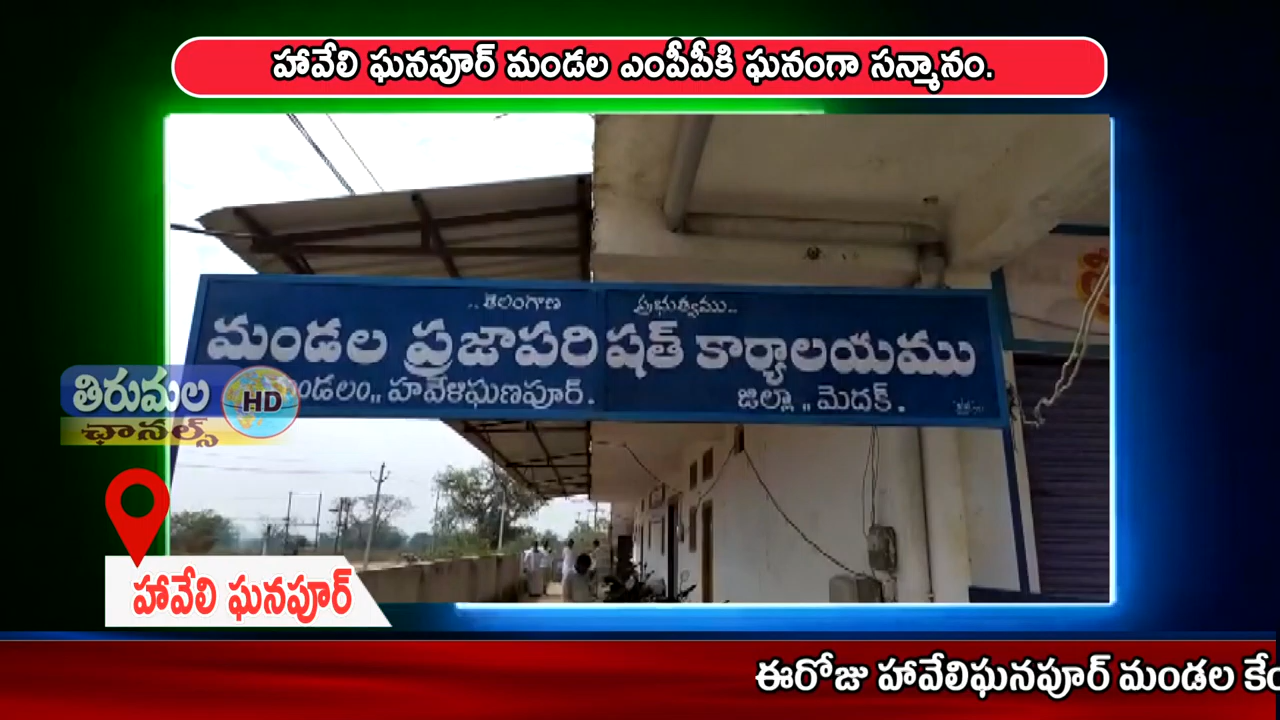 హావేలి ఘనపూర్ మండల ఎంపీపీకి ఘనంగా సన్మానం.
..తెలంగాణ ప్రభుత్వము..
మండల ప్రజాపరిషత్ కార్యాలయము
మండలం,, హవేళిఘణపూర్. జిల్లా,, మెదక్.
తిరుమల HD
ఛానల్స్
హావేలి ఘనపూర్
ఈరోజు హావేలిఘనపూర్ మండల